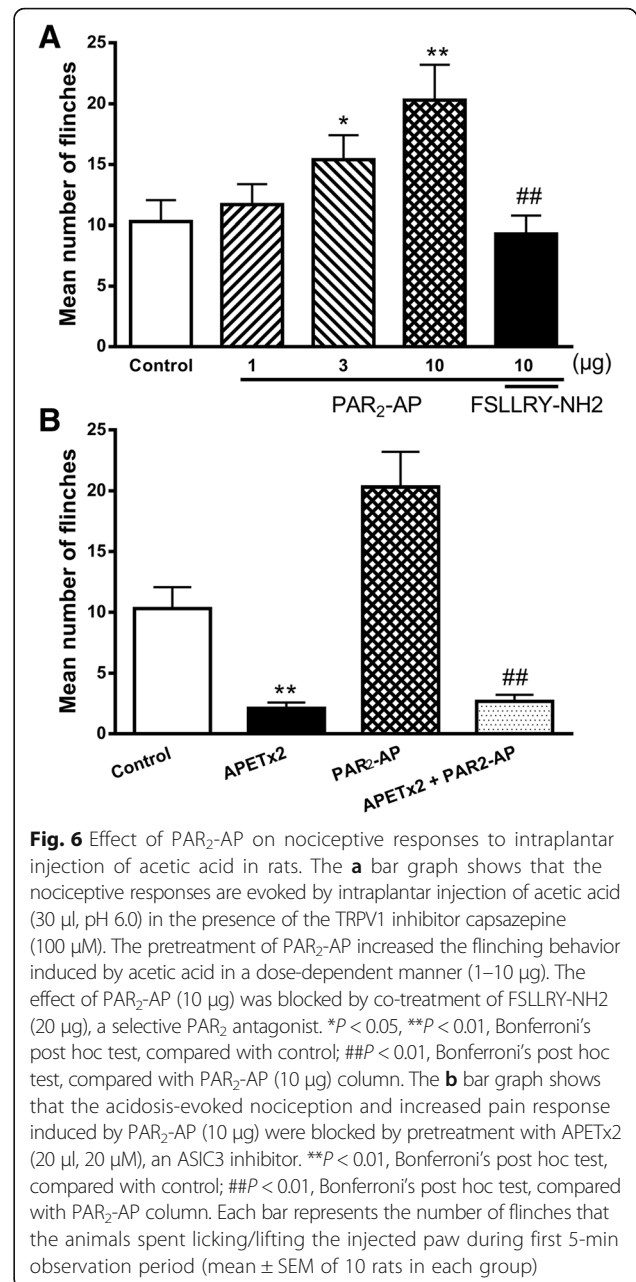 A
25
**
20
*
Mean number of flinches
15
##
10
5
0
Control 1 3 10 10 (µg)
PAR₂-AP FSLLRY-NH2
B
25
20
Mean number of flinches
15
10
5
**
##
0
Control APETx2 PAR₂-AP APETx2 + PAR2-AP
Fig. 6 Effect of PAR₂-AP on nociceptive responses to intraplantar
injection of acetic acid in rats. The a bar graph shows that the
nociceptive responses are evoked by intraplantar injection of acetic acid
(30 µl, pH 6.0) in the presence of the TRPV1 inhibitor capsazepine
(100 µM). The pretreatment of PAR₂-AP increased the flinching behavior
induced by acetic acid in a dose-dependent manner (1–10 µg). The
effect of PAR₂-AP (10 µg) was blocked by co-treatment of FSLLRY-NH2
(20 µg), a selective PAR₂ antagonist. *P < 0.05, **P < 0.01, Bonferroni's
post hoc test, compared with control; ##P < 0.01, Bonferroni's post hoc
test, compared with PAR₂-AP (10 µg) column. The b bar graph shows
that the acidosis-evoked nociception and increased pain response
induced by PAR₂-AP (10 µg) were blocked by pretreatment with APETx2
(20 µl, 20 µM), an ASIC3 inhibitor. **P < 0.01, Bonferroni's post hoc test,
compared with control; ##P < 0.01, Bonferroni's post hoc test, compared
with PAR₂-AP column. Each bar represents the number of flinches that
the animals spent licking/lifting the injected paw during first 5-min
observation period (mean ± SEM of 10 rats in each group)